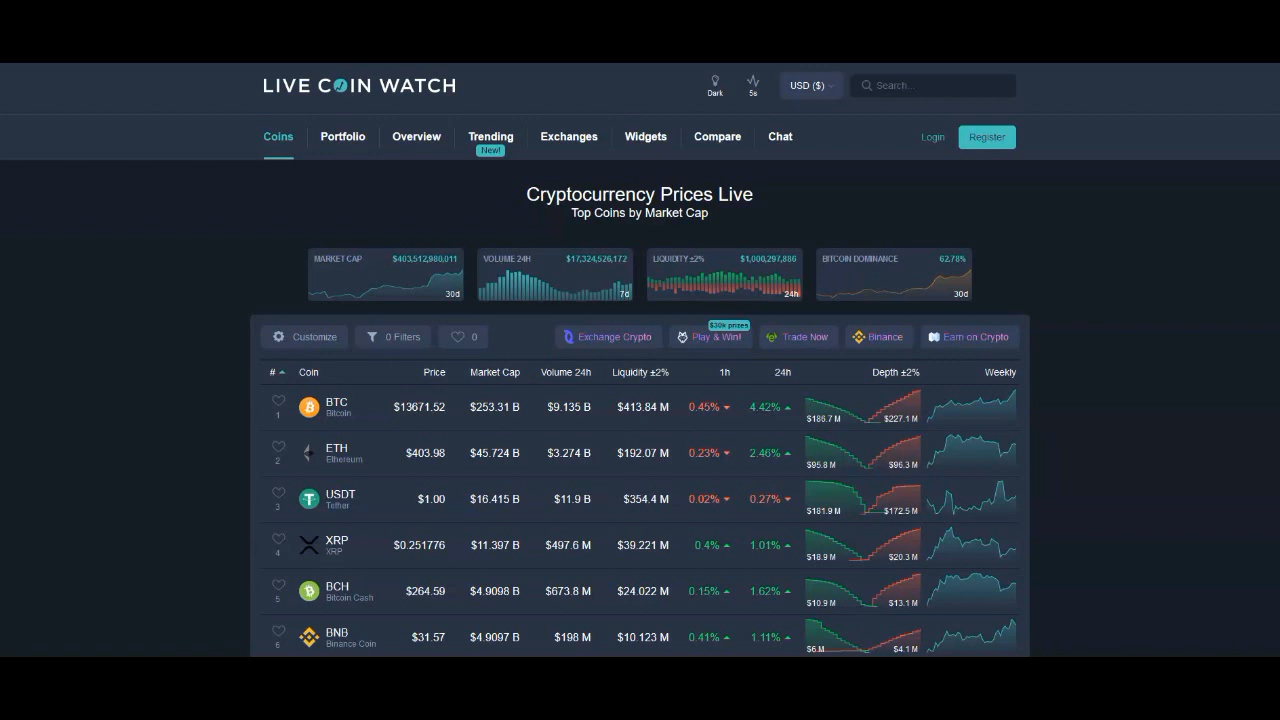 LIVE COIN WATCH
Dark
5s
USD ($)
Search...
Coins Portfolio Overview Trending Exchanges Widgets Compare Chat Login Register
New!
Cryptocurrency Prices Live
Top Coins by Market Cap
MARKET CAP $403,512,980,011
30d
VOLUME 24H $17,324,526,172
7d
LIQUIDITY ±2% $1,000,297,886
24h
BITCOIN DOMINANCE 62.78%
30d
$30k prizes
Customize 0 Filters 0 Exchange Crypto Play & Win! Trade Now Binance Earn on Crypto
# Coin Price Market Cap Volume 24h Liquidity ±2% 1h 24h Depth ±2% Weekly
1 BTC Bitcoin $13671.52 $253.31 B $9.135 B $413.84 M 0.45% 4.42% $186.7 M $227.1 M
2 ETH Ethereum $403.98 $45.724 B $3.274 B $192.07 M 0.23% 2.46% $95.8 M $96.3 M
3 USDT Tether $1.00 $16.415 B $11.9 B $354.4 M 0.02% 0.27% $181.9 M $172.5 M
4 XRP XRP $0.251776 $11.397 B $497.6 M $39.221 M 0.4% 1.01% $18.9 M $20.3 M
5 BCH Bitcoin Cash $264.59 $4.9098 B $673.8 M $24.022 M 0.15% 1.62% $10.9 M $13.1 M
6 BNB Binance Coin $31.57 $4.9097 B $198 M $10.123 M 0.41% 1.11% $6 M $4.1 M